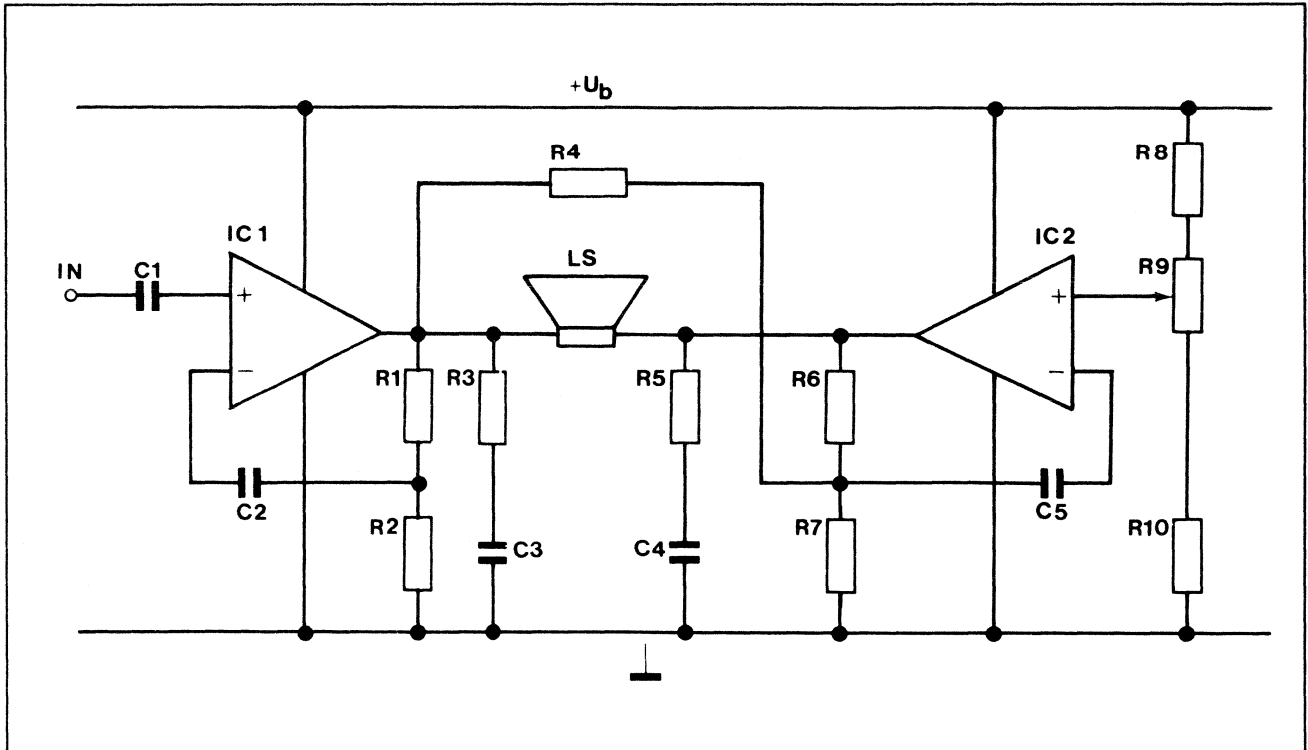 +Ub
R4
R8
IC1
IC2
LS
R9
IN
C1
+
+
−
R1
R3
R5
R6
−
C2
C5
R2
C3
C4
R7
R10